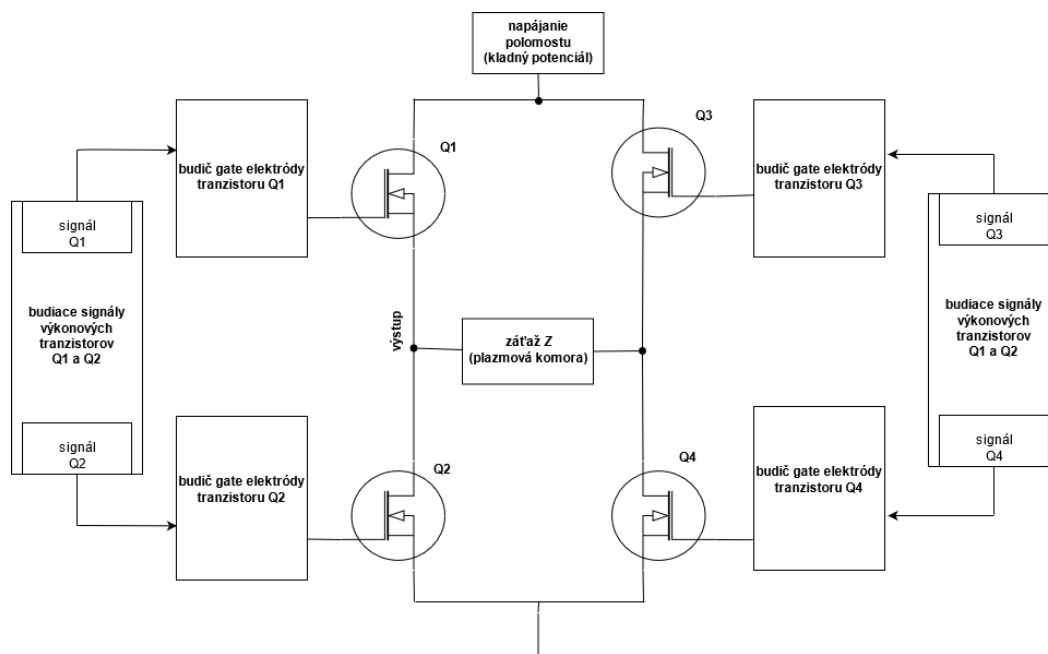 napájanie
polomostu
(kladný potenciál)
Q1
Q3
budič gate elektródy
tranzistoru Q1
budič gate elektródy
tranzistoru Q3
signál
Q1
signál
Q3
budiace signály
výkonových
tranzistorov
Q1 a Q2
výstup
záťaž Z
(plazmová komora)
budiace signály
výkonových
tranzistorov
Q1 a Q2
signál
Q2
signál
Q4
Q2
Q4
budič gate elektródy
tranzistoru Q2
budič gate elektródy
tranzistoru Q4